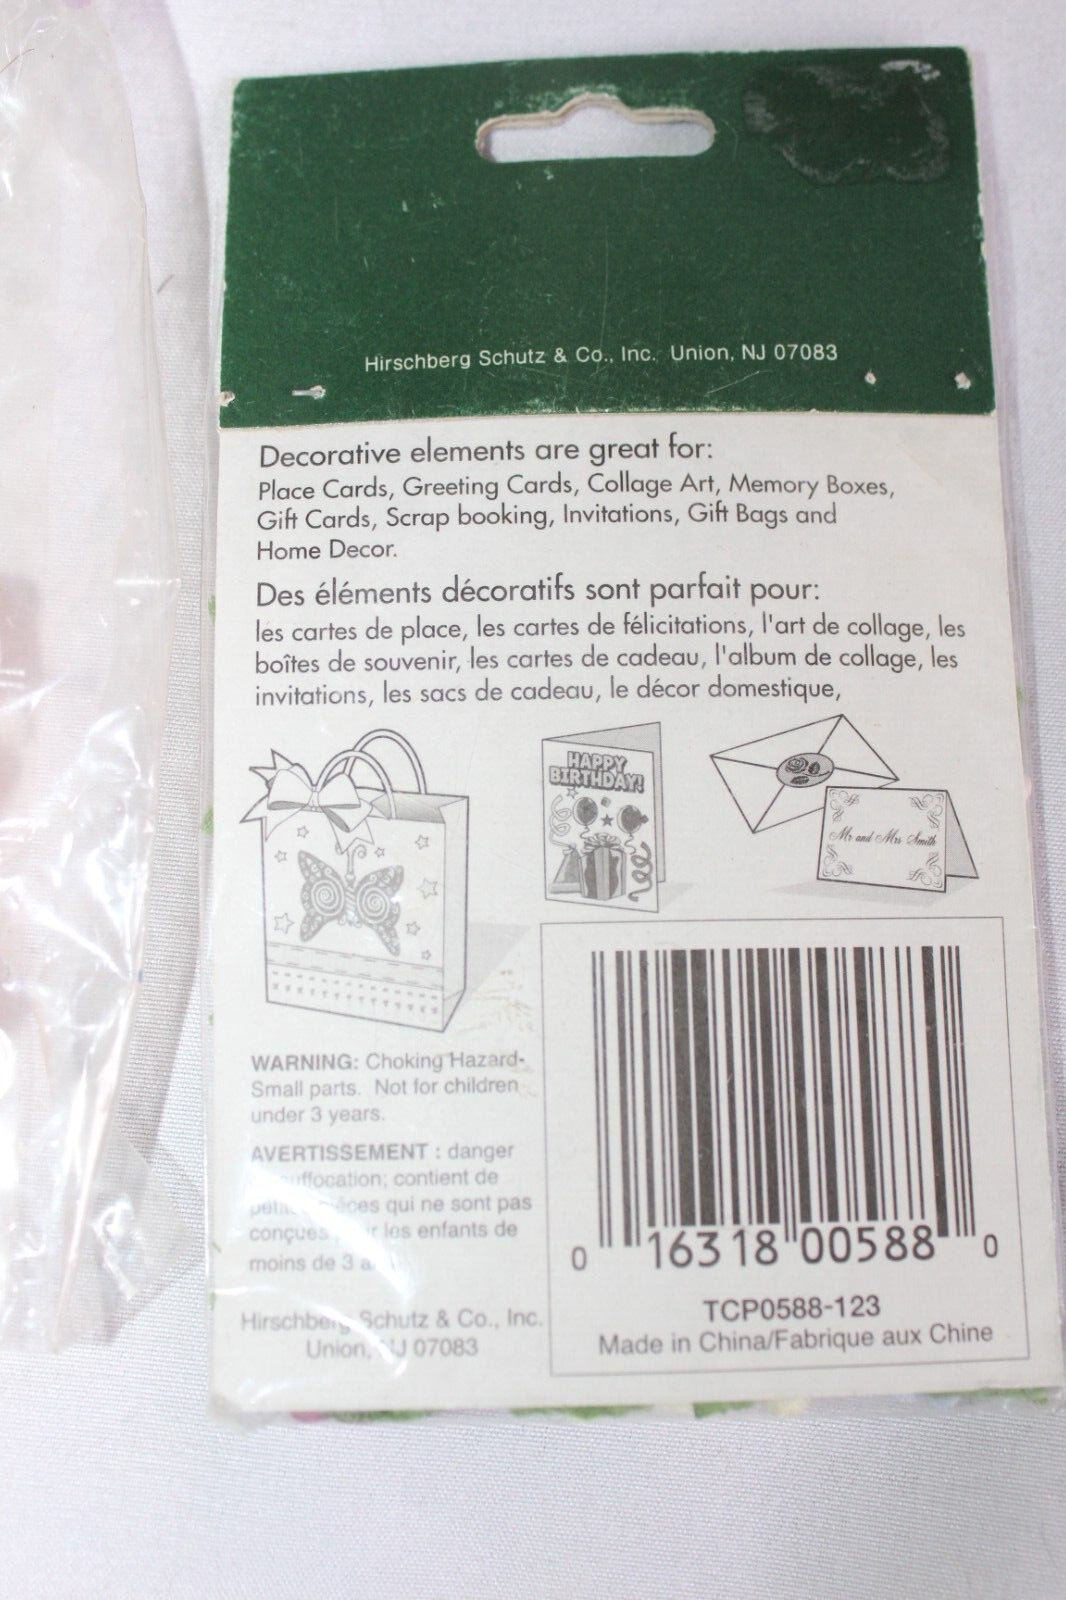 Hirschberg Schutz & Co., Inc. Union, NJ 07083
Decorative elements are great for:
Place Cards, Greeting Cards, Collage Art, Memory Boxes,
Gift Cards, Scrap booking, Invitations, Gift Bags and
Home Decor.
Des éléments décoratifs sont parfait pour:
les cartes de place, les cartes de félicitations, l'art de collage, les
boîtes de souvenir, les cartes de cadeau, l'album de collage, les
invitations, les sacs de cadeau, le décor domestique,
HAPPY
BIRTHDAY!
Mr and Mrs Smith
WARNING: Choking Hazard-
Small parts. Not for children
under 3 years.
AVERTISSEMENT : danger
contient de
qui ne sont pas
conçues les enfants de
moins de 3
Hirschberg Schutz & Co., Inc.
Union, NJ 07083
0 16318 00588 0
TCP0588-123
Made in China/Fabrique aux Chine